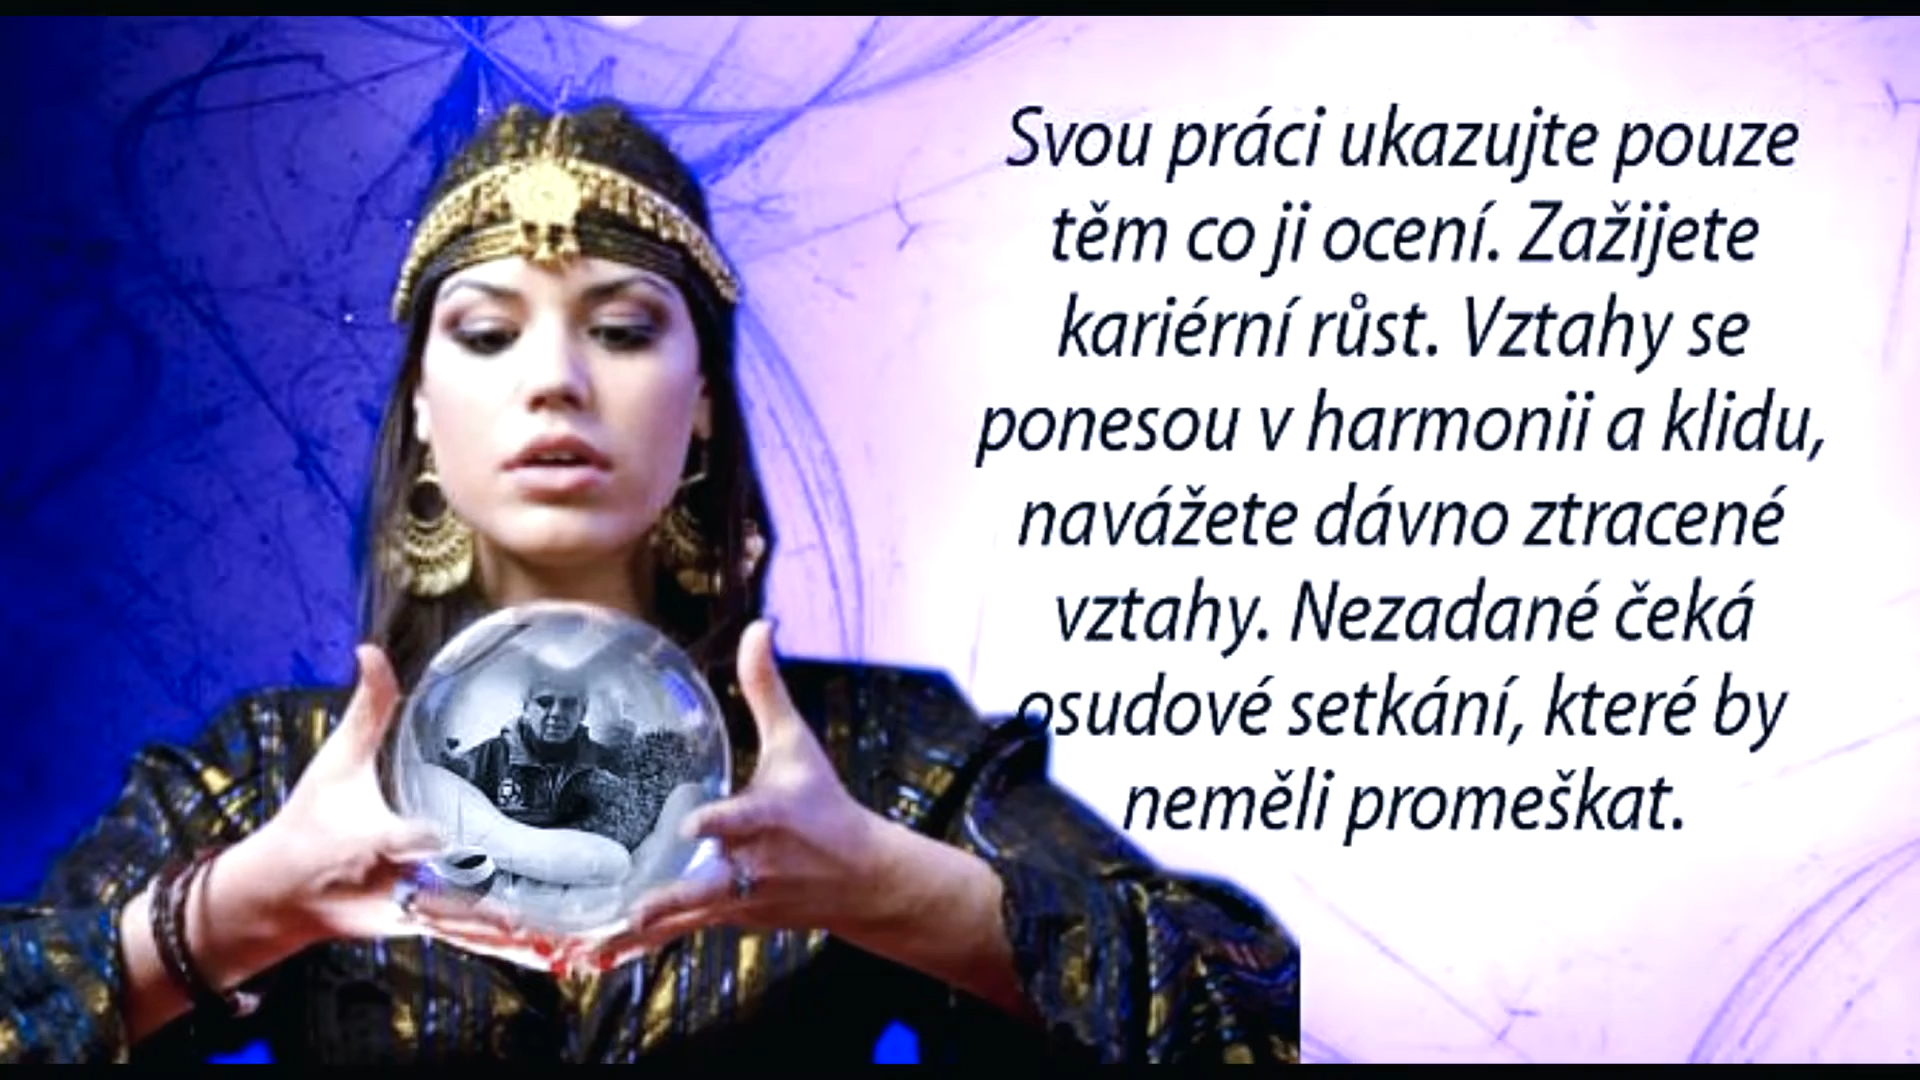 Svou práci ukazujte pouze
těm co ji ocení. Zažijete
kariérní růst. Vztahy se
ponesou v harmonii a klidu,
navážete dávno ztracené
vztahy. Nezadané čeká
osudové setkání, které by
neměli promeškat.